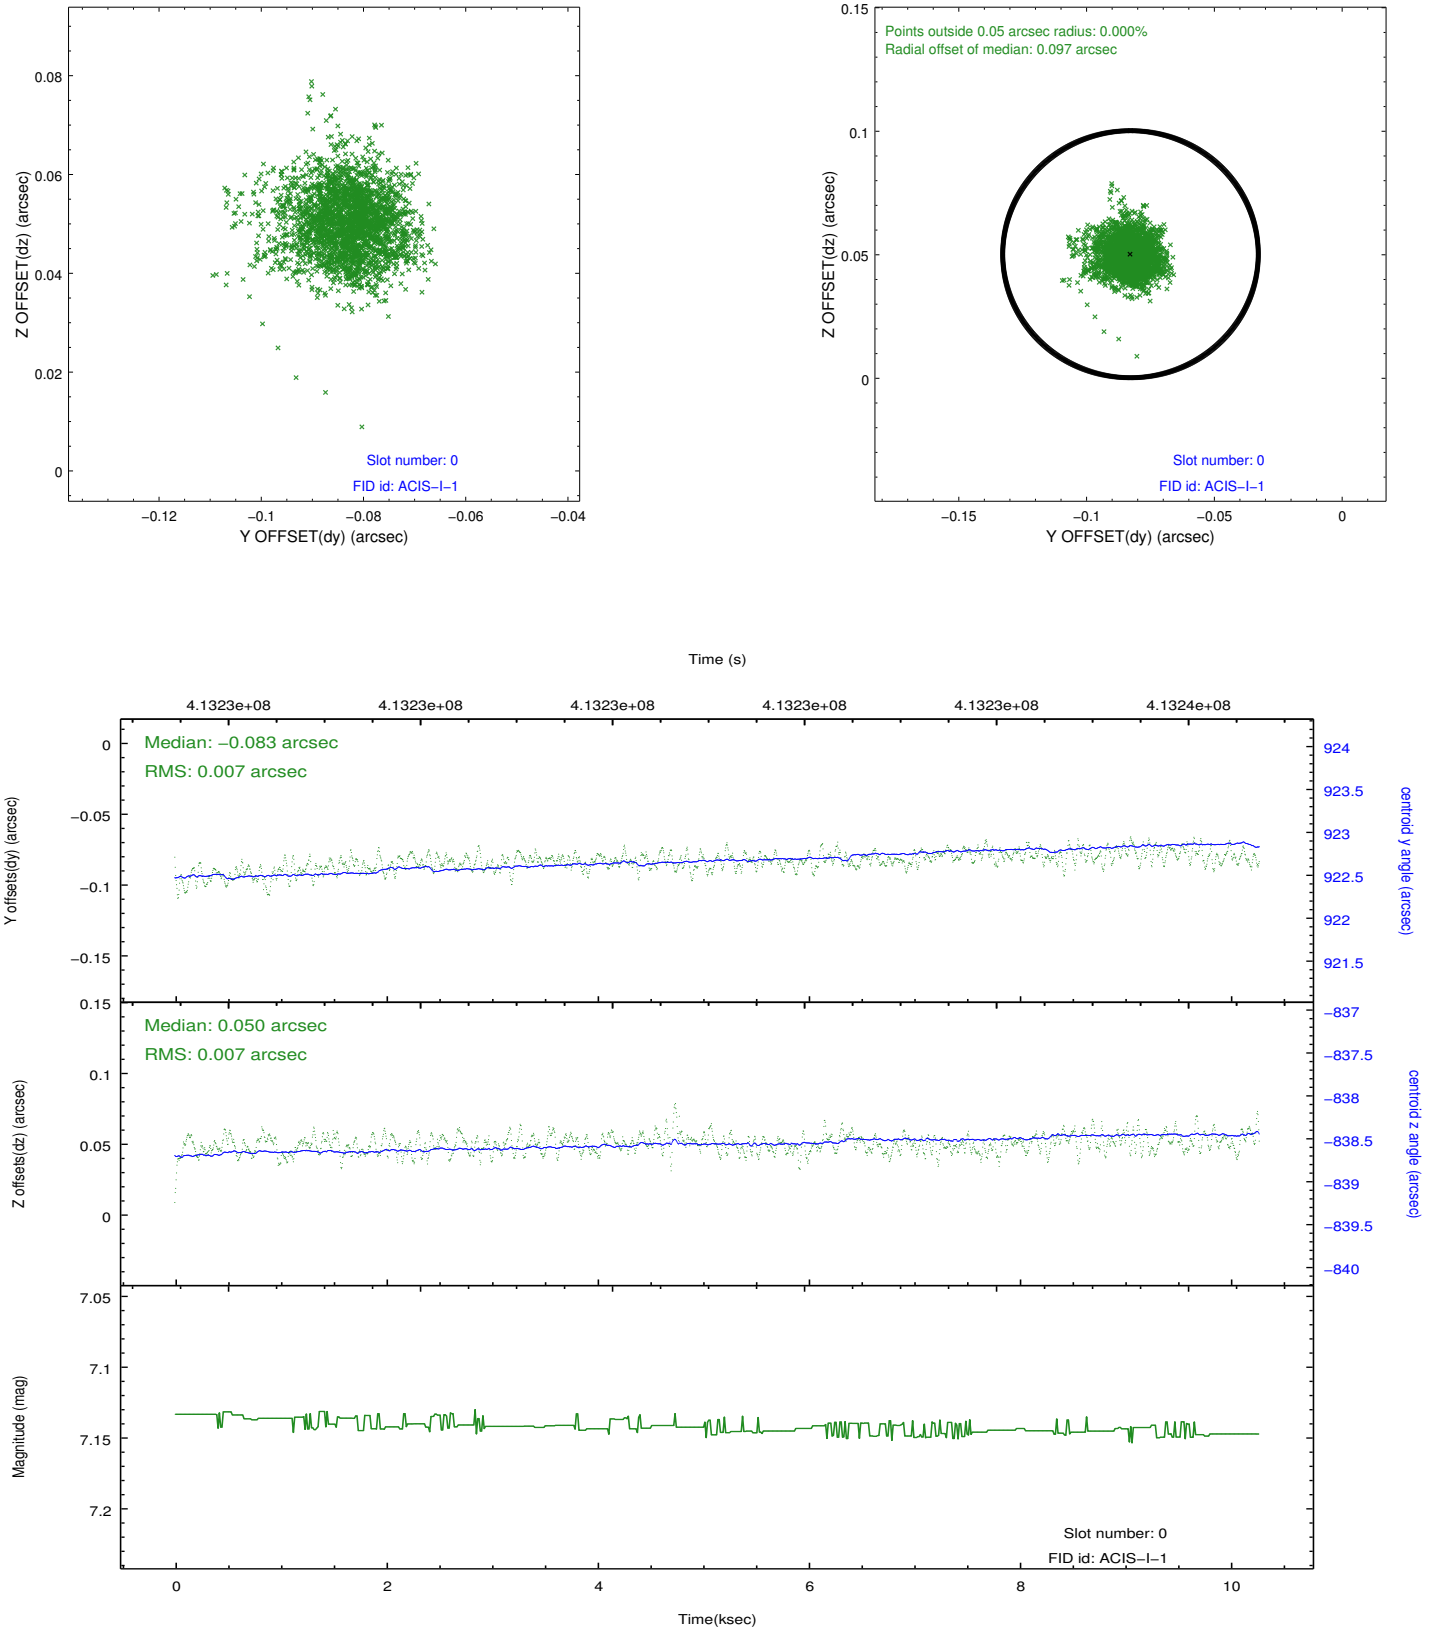 0.08
0.06
0.04
0.02
0
−0.12
−0.1
−0.08
−0.06
−0.04
Z OFFSET(dz) (arcsec)
Y OFFSET(dy) (arcsec)
Slot number: 0
FID id: ACIS−I−1
Points outside 0.05 arcsec radius: 0.000%
Radial offset of median: 0.097 arcsec
0.15
0.1
0.05
0
−0.15
−0.1
−0.05
0
Z OFFSET(dz) (arcsec)
Y OFFSET(dy) (arcsec)
Slot number: 0
FID id: ACIS−I−1
Time (s)
4.1323e+08
4.1323e+08
4.1323e+08
4.1323e+08
4.1323e+08
4.1324e+08
Median: −0.083 arcsec
RMS: 0.007 arcsec
0
−0.05
−0.1
−0.15
Y offsets(dy) (arcsec)
924
923.5
923
922.5
922
921.5
centroid y angle (arcsec)
Median: 0.050 arcsec
RMS: 0.007 arcsec
0.15
0.1
0.05
0
Z offsets(dz) (arcsec)
−837
−837.5
−838
−838.5
−839
−839.5
−840
centroid z angle (arcsec)
7.05
7.1
7.15
7.2
Magnitude (mag)
Slot number: 0
FID id: ACIS−I−1
0
2
4
6
8
10
Time(ksec)